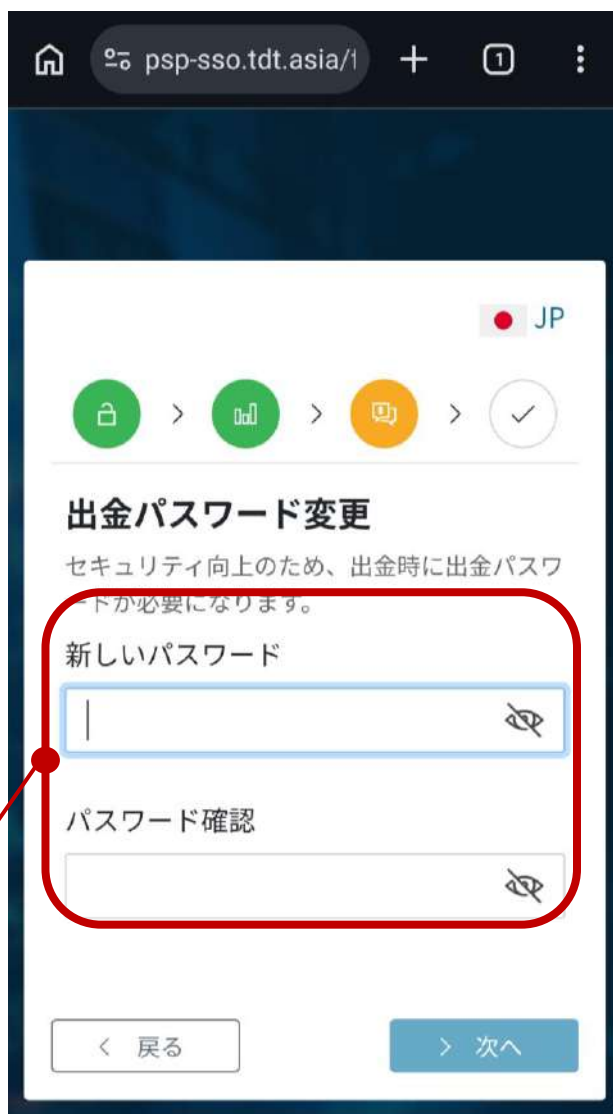 psp-sso.tdt.asia/
1
JP
出金パスワード変更
セキュリティ向上のため、出金時に出金パスワ
ードが必要になります。
新しいパスワード
パスワード確認
< 戻る
> 次へ